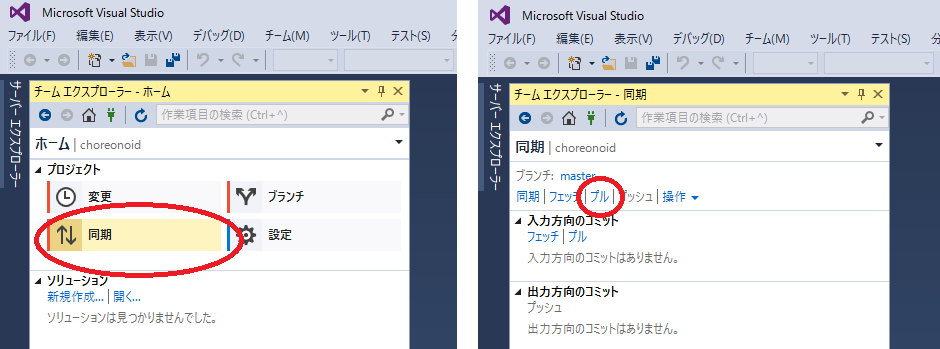 Microsoft Visual Studio
ファイル(F) 編集(E) 表示(V) デバッグ(D) チーム(M) ツール(T) テスト(S)
サーバー エクスプローラー
チーム エクスプローラー - ホーム
作業項目の検索 (Ctrl+^)
ホーム | choreonoid
プロジェクト
変更 ブランチ
同期 設定
ソリューション
新規作成... | 開く...
ソリューションは見つかりませんでした。
Microsoft Visual Studio
ファイル(F) 編集(E) 表示(V) デバッグ(D) チーム(M) ツール(T) テスト(S) 分
サーバー エクスプローラー
チーム エクスプローラー - 同期
作業項目の検索 (Ctrl+^)
同期 | choreonoid
ブランチ: master
同期 | フェッチ | プル | プッシュ | 操作
入力方向のコミット
フェッチ | プル
入力方向のコミットはありません。
出力方向のコミット
プッシュ
出力方向のコミットはありません。